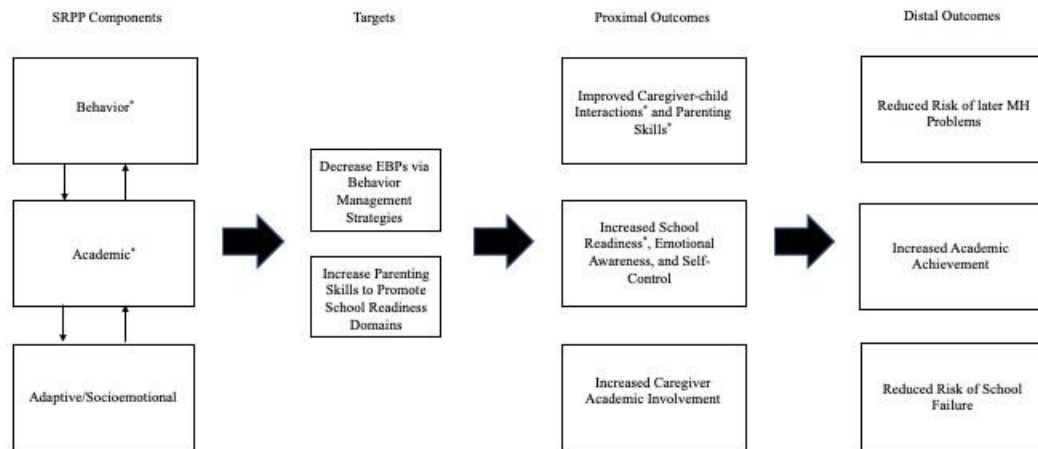 SRPP Components
Targets
Proximal Outcomes
Distal Outcomes
Behavior*
Academic*
Adaptive/Socioemotional
Decrease EBPs via
Behavior
Management
Strategies
Increase Parenting
Skills to Promote
School Readiness
Domains
Improved Caregiver-child
Interactions* and Parenting
Skills*
Increased School
Readiness*, Emotional
Awareness, and Self-
Control
Increased Caregiver
Academic Involvement
Reduced Risk of later MH
Problems
Increased Academic
Achievement
Reduced Risk of School
Failure